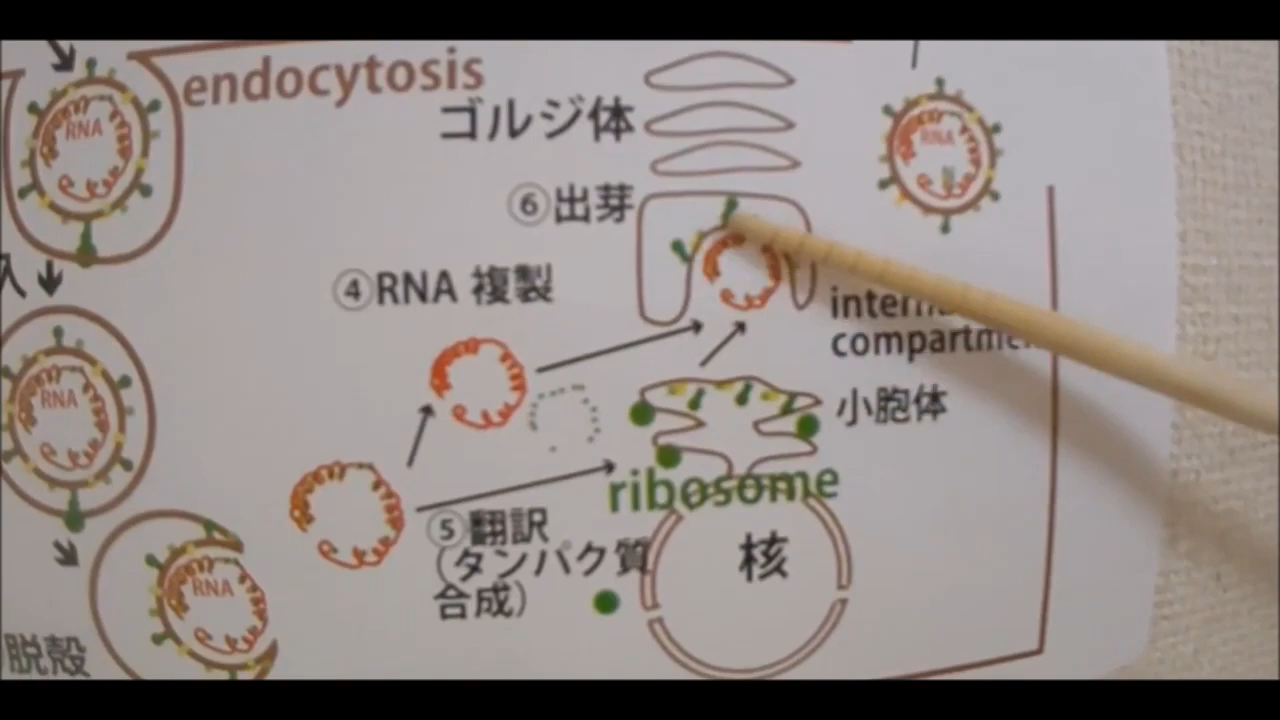 endocytosis
RNA
ゴルジ体
RNA
⑥出芽
入
④RNA 複製
compartme
RNA
小胞体
ribosome
⑤翻訳
(タンパク質
合成)
核
RNA
脱殻